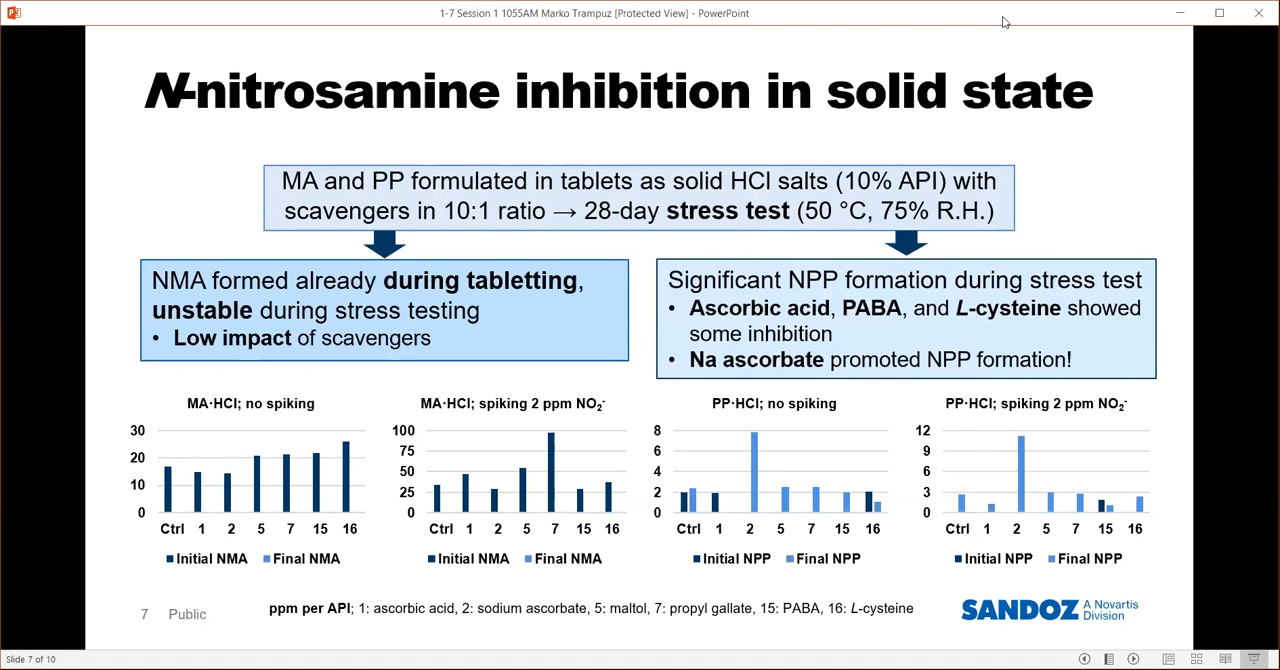 1-7 Session 1 1055AM Marko Trampuz [Protected View] - PowerPoint
N-nitrosamine inhibition in solid state
MA and PP formulated in tablets as solid HCl salts (10% API) with
scavengers in 10:1 ratio → 28-day stress test (50 °C, 75% R.H.)
NMA formed already during tabletting,
unstable during stress testing
• Low impact of scavengers
Significant NPP formation during stress test
• Ascorbic acid, PABA, and L-cysteine showed
some inhibition
• Na ascorbate promoted NPP formation!
MA·HCl; no spiking
30
20
10
0
Ctrl 1 2 5 7 15 16
Initial NMA Final NMA
MA·HCl; spiking 2 ppm NO₂⁻
100
75
50
25
0
Ctrl 1 2 5 7 15 16
Initial NMA Final NMA
PP·HCl; no spiking
8
6
4
2
0
Ctrl 1 2 5 7 15 16
Initial NPP Final NPP
PP·HCl; spiking 2 ppm NO₂⁻
12
9
6
3
0
Ctrl 1 2 5 7 15 16
Initial NPP Final NPP
7 Public
ppm per API; 1: ascorbic acid, 2: sodium ascorbate, 5: maltol, 7: propyl gallate, 15: PABA, 16: L-cysteine
SANDOZ A Novartis
Division
Slide 7 of 10